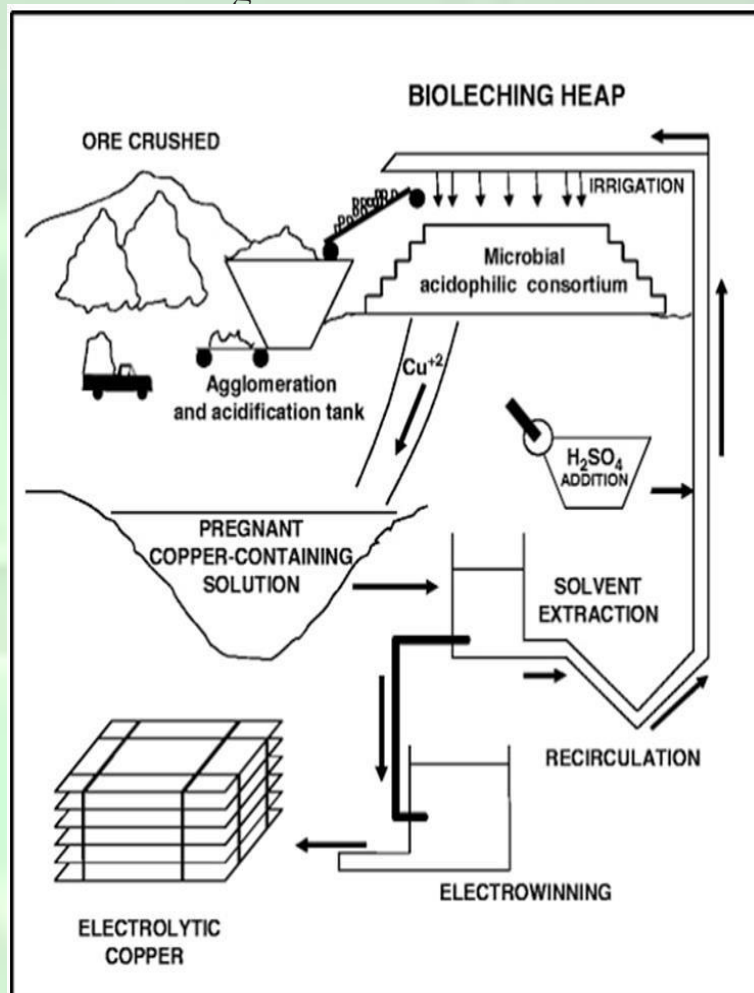 BIOLECHING HEAP
ORE CRUSHED
IRRIGATION
Microbial
acidophilic consortium
Cu+2
Agglomeration
and acidification tank
H2SO4
ADDITION
PREGNANT
COPPER-CONTAINING
SOLUTION
SOLVENT
EXTRACTION
RECIRCULATION
ELECTROWINNING
ELECTROLYTIC
COPPER